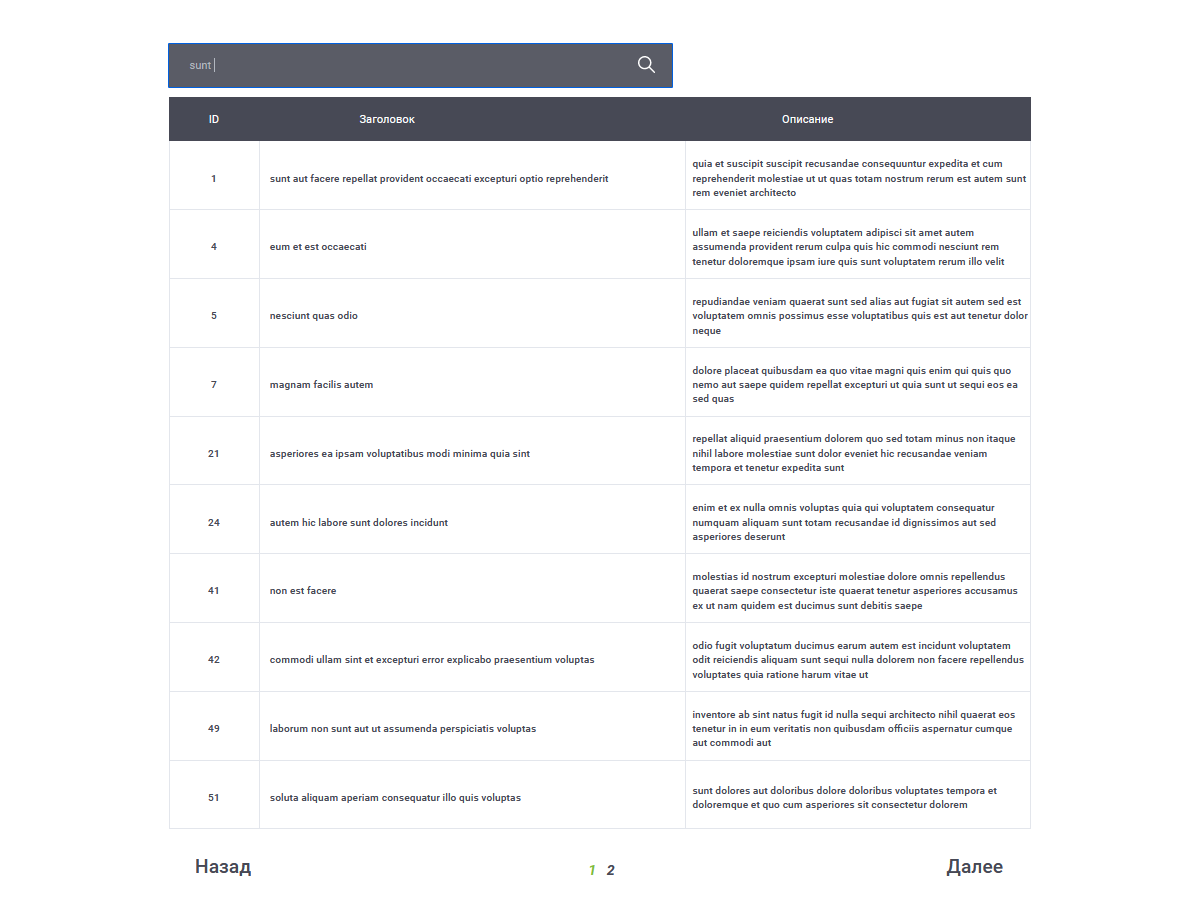 sunt
ID Заголовок Описание
1 sunt aut facere repellat provident occaecati excepturi optio reprehenderit
quia et suscipit suscipit recusandae consequuntur expedita et cum
reprehenderit molestiae ut ut quas totam nostrum rerum est autem sunt
rem eveniet architecto
4 eum et est occaecati
ullam et saepe reiciendis voluptatem adipisci sit amet autem
assumenda provident rerum culpa quis hic commodi nesciunt rem
tenetur doloremque ipsam iure quis sunt voluptatem rerum illo velit
5 nesciunt quas odio
repudiandae veniam quaerat sunt sed alias aut fugiat sit autem sed est
voluptatem omnis possimus esse voluptatibus quis est aut tenetur dolor
neque
7 magnam facilis autem
dolore placeat quibusdam ea quo vitae magni quis enim qui quis quo
nemo aut saepe quidem repellat excepturi ut quia sunt ut sequi eos ea
sed quas
21 asperiores ea ipsam voluptatibus modi minima quia sint
repellat aliquid praesentium dolorem quo sed totam minus non itaque
nihil labore molestiae sunt dolor eveniet hic recusandae veniam
tempora et tenetur expedita sunt
24 autem hic labore sunt dolores incidunt
enim et ex nulla omnis voluptas quia qui voluptatem consequatur
numquam aliquam sunt totam recusandae id dignissimos aut sed
asperiores deserunt
41 non est facere
molestias id nostrum excepturi molestiae dolore omnis repellendus
quaerat saepe consectetur iste quaerat tenetur asperiores accusamus
ex ut nam quidem est ducimus sunt debitis saepe
42 commodi ullam sint et excepturi error explicabo praesentium voluptas
odio fugit voluptatum ducimus earum autem est incidunt voluptatem
odit reiciendis aliquam sunt sequi nulla dolorem non facere repellendus
voluptates quia ratione harum vitae ut
49 laborum non sunt aut ut assumenda perspiciatis voluptas
inventore ab sint natus fugit id nulla sequi architecto nihil quaerat eos
tenetur in in eum veritatis non quibusdam officiis aspernatur cumque
aut commodi aut
51 soluta aliquam aperiam consequatur illo quis voluptas
sunt dolores aut doloribus dolore doloribus voluptates tempora et
doloremque et quo cum asperiores sit consectetur dolorem
Назад 1 2 Далее